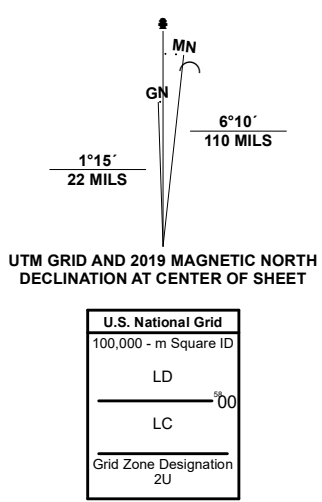 MN
GN
6°10´
110 MILS
1°15´
22 MILS
UTM GRID AND 2019 MAGNETIC NORTH
DECLINATION AT CENTER OF SHEET
U.S. National Grid
100,000 - m Square ID
LD
5800
LC
Grid Zone Designation
2U